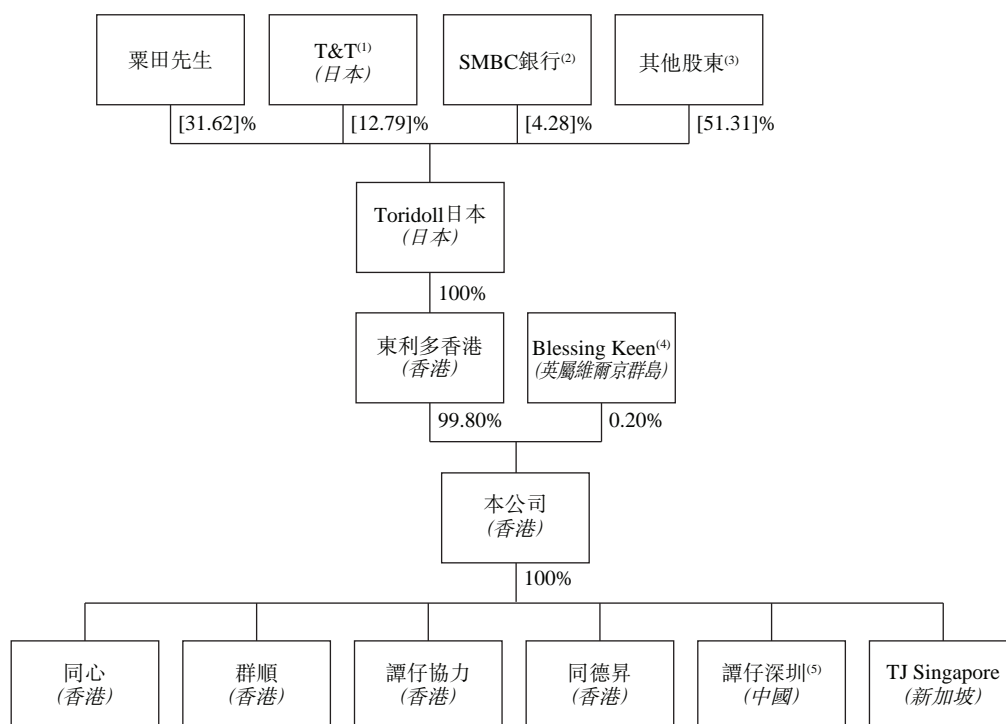 粟田先生
T&T(1)
(日本)
SMBC銀行(2)
其他股東(3)
[31.62]%
[12.79]%
[4.28]%
[51.31]%
Toridoll日本
(日本)
100%
東利多香港
(香港)
Blessing Keen(4)
(英屬維爾京群島)
99.80%
0.20%
本公司
(香港)
100%
同心
(香港)
群順
(香港)
譚仔協力
(香港)
同德昇
(香港)
譚仔深圳(5)
(中國)
TJ Singapore
(新加坡)